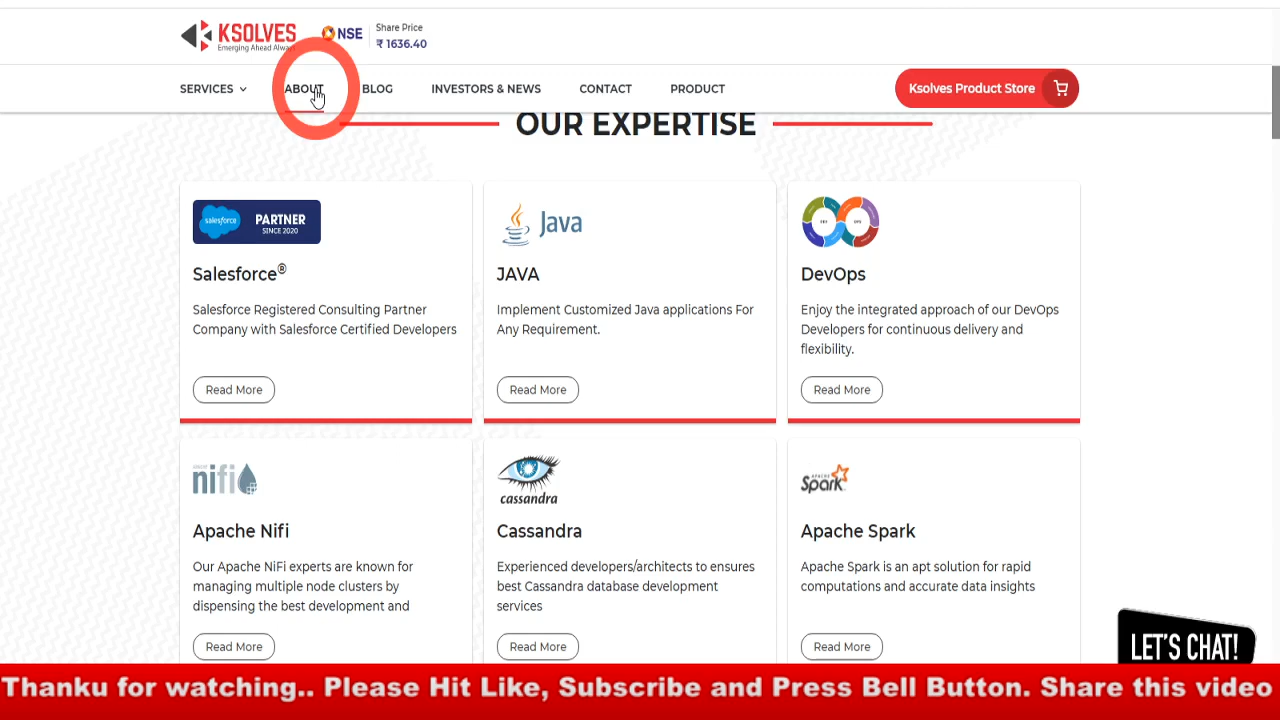 KSOLVES
Emerging Ahead Always
NSE
Share Price
₹ 1636.40
SERVICES
ABOUT
BLOG
INVESTORS & NEWS
CONTACT
PRODUCT
Ksolves Product Store
OUR EXPERTISE
salesforce
PARTNER
SINCE 2020
Salesforce®
Salesforce Registered Consulting Partner
Company with Salesforce Certified Developers
Read More
Java
JAVA
Implement Customized Java applications For
Any Requirement.
Read More
DEV
OPS
DevOps
Enjoy the integrated approach of our DevOps
Developers for continuous delivery and
flexibility.
Read More
nifi
Apache Nifi
Our Apache NiFi experts are known for
managing multiple node clusters by
dispensing the best development and
Read More
cassandra
Cassandra
Experienced developers/architects to ensures
best Cassandra database development
services
Read More
APACHE
Spark
Apache Spark
Apache Spark is an apt solution for rapid
computations and accurate data insights
Read More
LET'S CHAT!
Thanku for watching.. Please Hit Like, Subscribe and Press Bell Button. Share this video